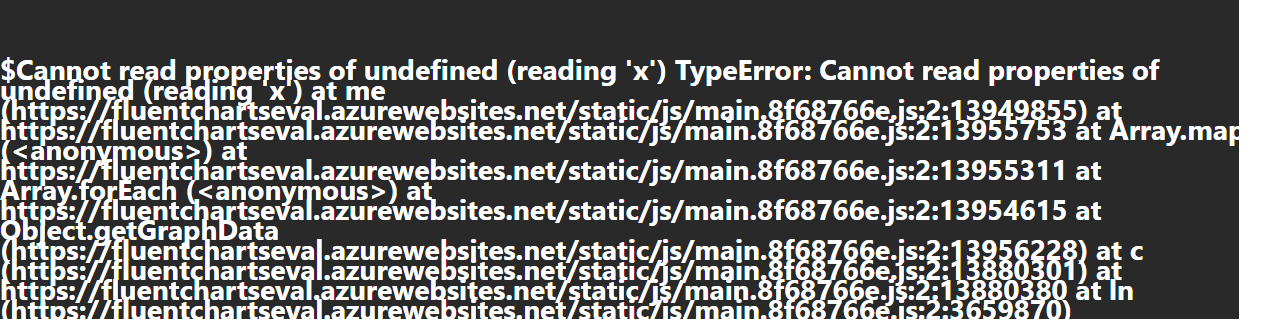 $Cannot read properties of undefined (reading 'x') TypeError: Cannot read properties of
undefined (reading 'x') at me
(https://fluentchartseval.azurewebsites.net/static/js/main.8f68766e.js:2:13949855) at
https://fluentchartseval.azurewebsites.net/static/js/main.8f68766e.js:2:13955753 at Array.map
(<anonymous>) at
https://fluentchartseval.azurewebsites.net/static/js/main.8f68766e.js:2:13955311 at
Array.forEach (<anonymous>) at
https://fluentchartseval.azurewebsites.net/static/js/main.8f68766e.js:2:13954615 at
Object.getGraphData
(https://fluentchartseval.azurewebsites.net/static/js/main.8f68766e.js:2:13956228) at c
(https://fluentchartseval.azurewebsites.net/static/js/main.8f68766e.js:2:13880301) at
https://fluentchartseval.azurewebsites.net/static/js/main.8f68766e.js:2:13880380 at ln
(https://fluentchartseval.azurewebsites.net/static/js/main.8f68766e.js:2:3659870)